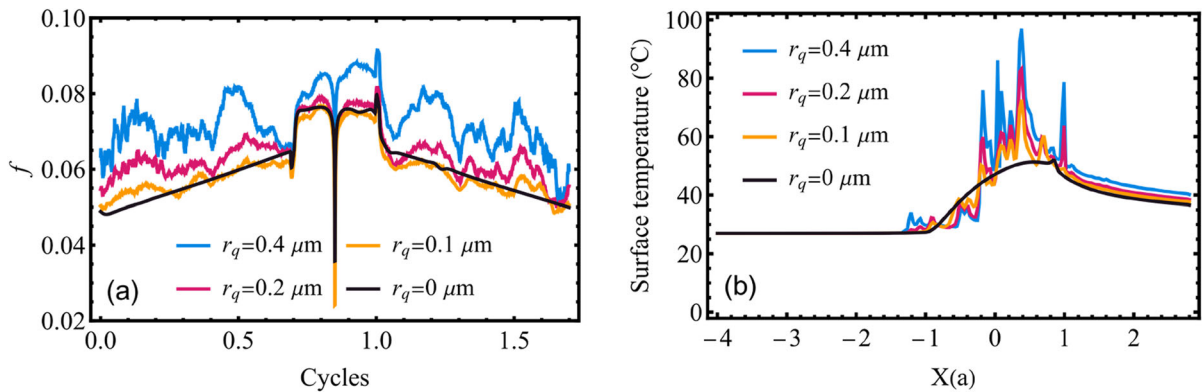 0.10
0.08
0.06
0.04
0.02
f
(a)
r_q=0.4 μm
r_q=0.1 μm
r_q=0.2 μm
r_q=0 μm
0.0 0.5 1.0 1.5
Cycles
100
80
60
40
20
0
Surface temperature (°C)
r_q=0.4 μm
r_q=0.2 μm
r_q=0.1 μm
r_q=0 μm
(b)
−4 −3 −2 −1 0 1 2
X(a)